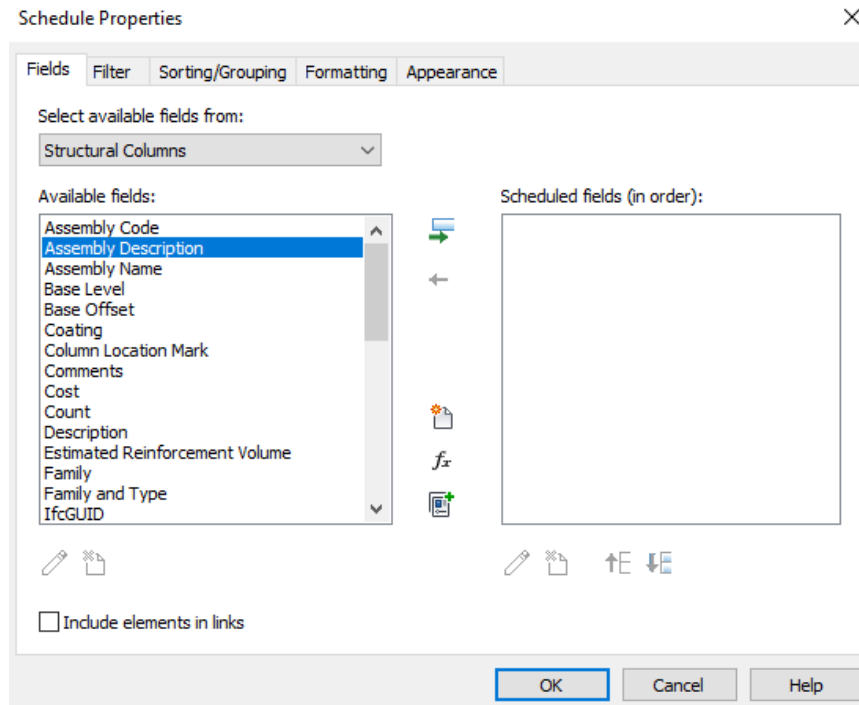 Schedule Properties
Fields Filter Sorting/Grouping Formatting Appearance
Select available fields from:
Structural Columns
Available fields:
Scheduled fields (in order):
Assembly Code
Assembly Description
Assembly Name
Base Level
Base Offset
Coating
Column Location Mark
Comments
Cost
Count
Description
Estimated Reinforcement Volume
Family
Family and Type
IfcGUID
fx
Include elements in links
OK Cancel Help